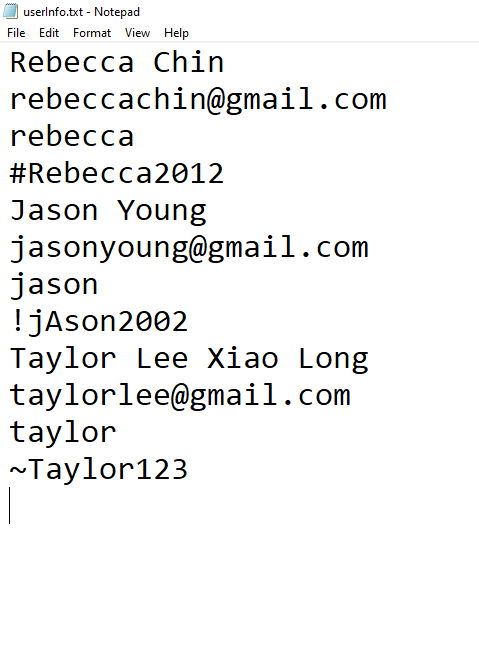 userInfo.txt - Notepad
File Edit Format View Help
Rebecca Chin
rebeccachin@gmail.com
rebecca
#Rebecca2012
Jason Young
jasonyoung@gmail.com
jason
!jAson2002
Taylor Lee Xiao Long
taylorlee@gmail.com
taylor
~Taylor123